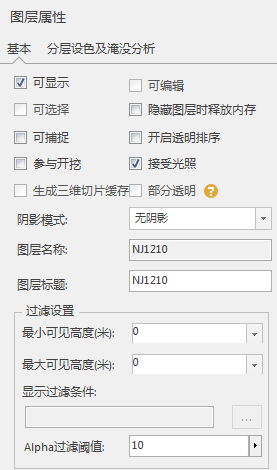 图层属性
基本 分层设色及淹没分析
可显示 可编辑
可选择 隐藏图层时释放内存
可捕捉 开启透明排序
参与开挖 接受光照
生成三维切片缓存 部分透明 ?
阴影模式: 无阴影
图层名称: NJ1210
图层标题: NJ1210
过滤设置
最小可见高度(米): 0
最大可见高度(米): 0
显示过滤条件:
...
Alpha过滤阈值: 10